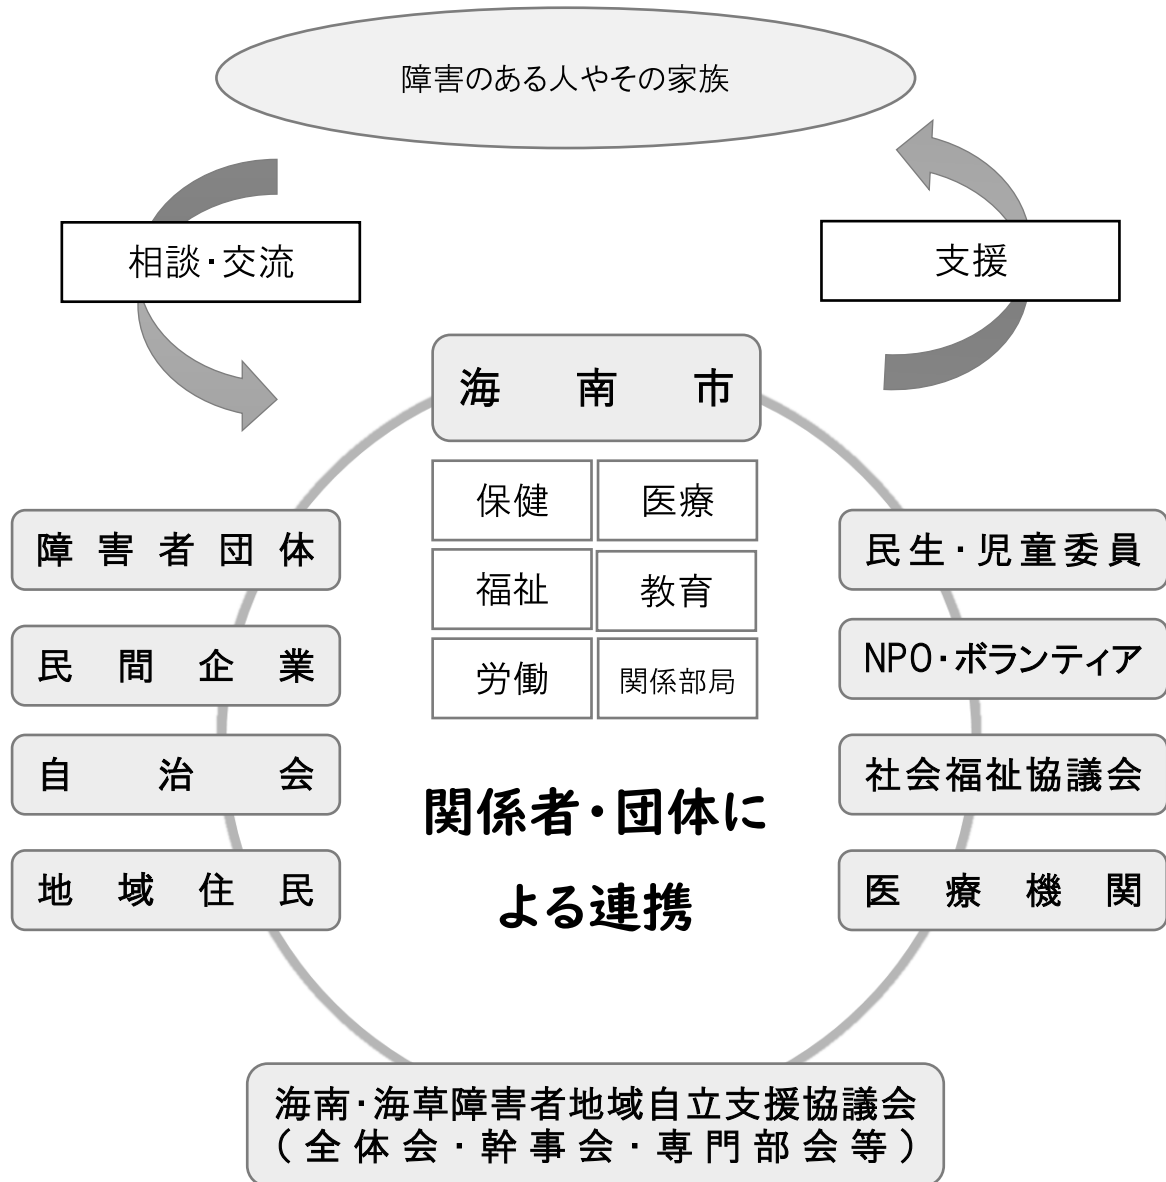 障害のある人やその家族
相談・交流
支援
海南市
保健
医療
福祉
教育
労働
関係部局
障害者団体
民間企業
自治会
地域住民
民生・児童委員
NPO・ボランティア
社会福祉協議会
医療機関
関係者・団体に
よる連携
海南・海草障害者地域自立支援協議会
(全体会・幹事会・専門部会等)